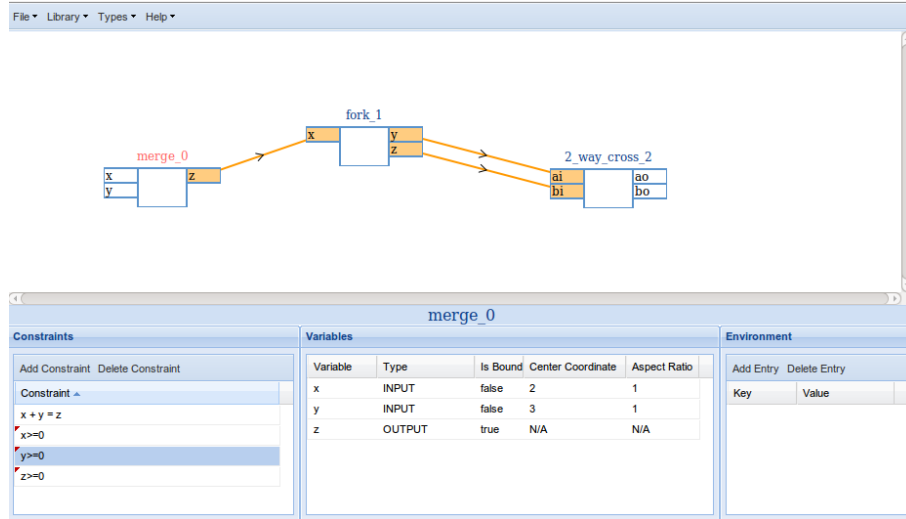 File Library Types Help
fork_1
x y
z
merge_0
x z
y
2_way_cross_2
ai ao
bi bo
merge_0
Constraints Variables Environment
Add Constraint Delete Constraint
Variable Type Is Bound Center Coordinate Aspect Ratio
Add Entry Delete Entry
Constraint
x INPUT false 2 1
Key Value
x + y = z
y INPUT false 3 1
x>=0
z OUTPUT true N/A N/A
y>=0
z>=0